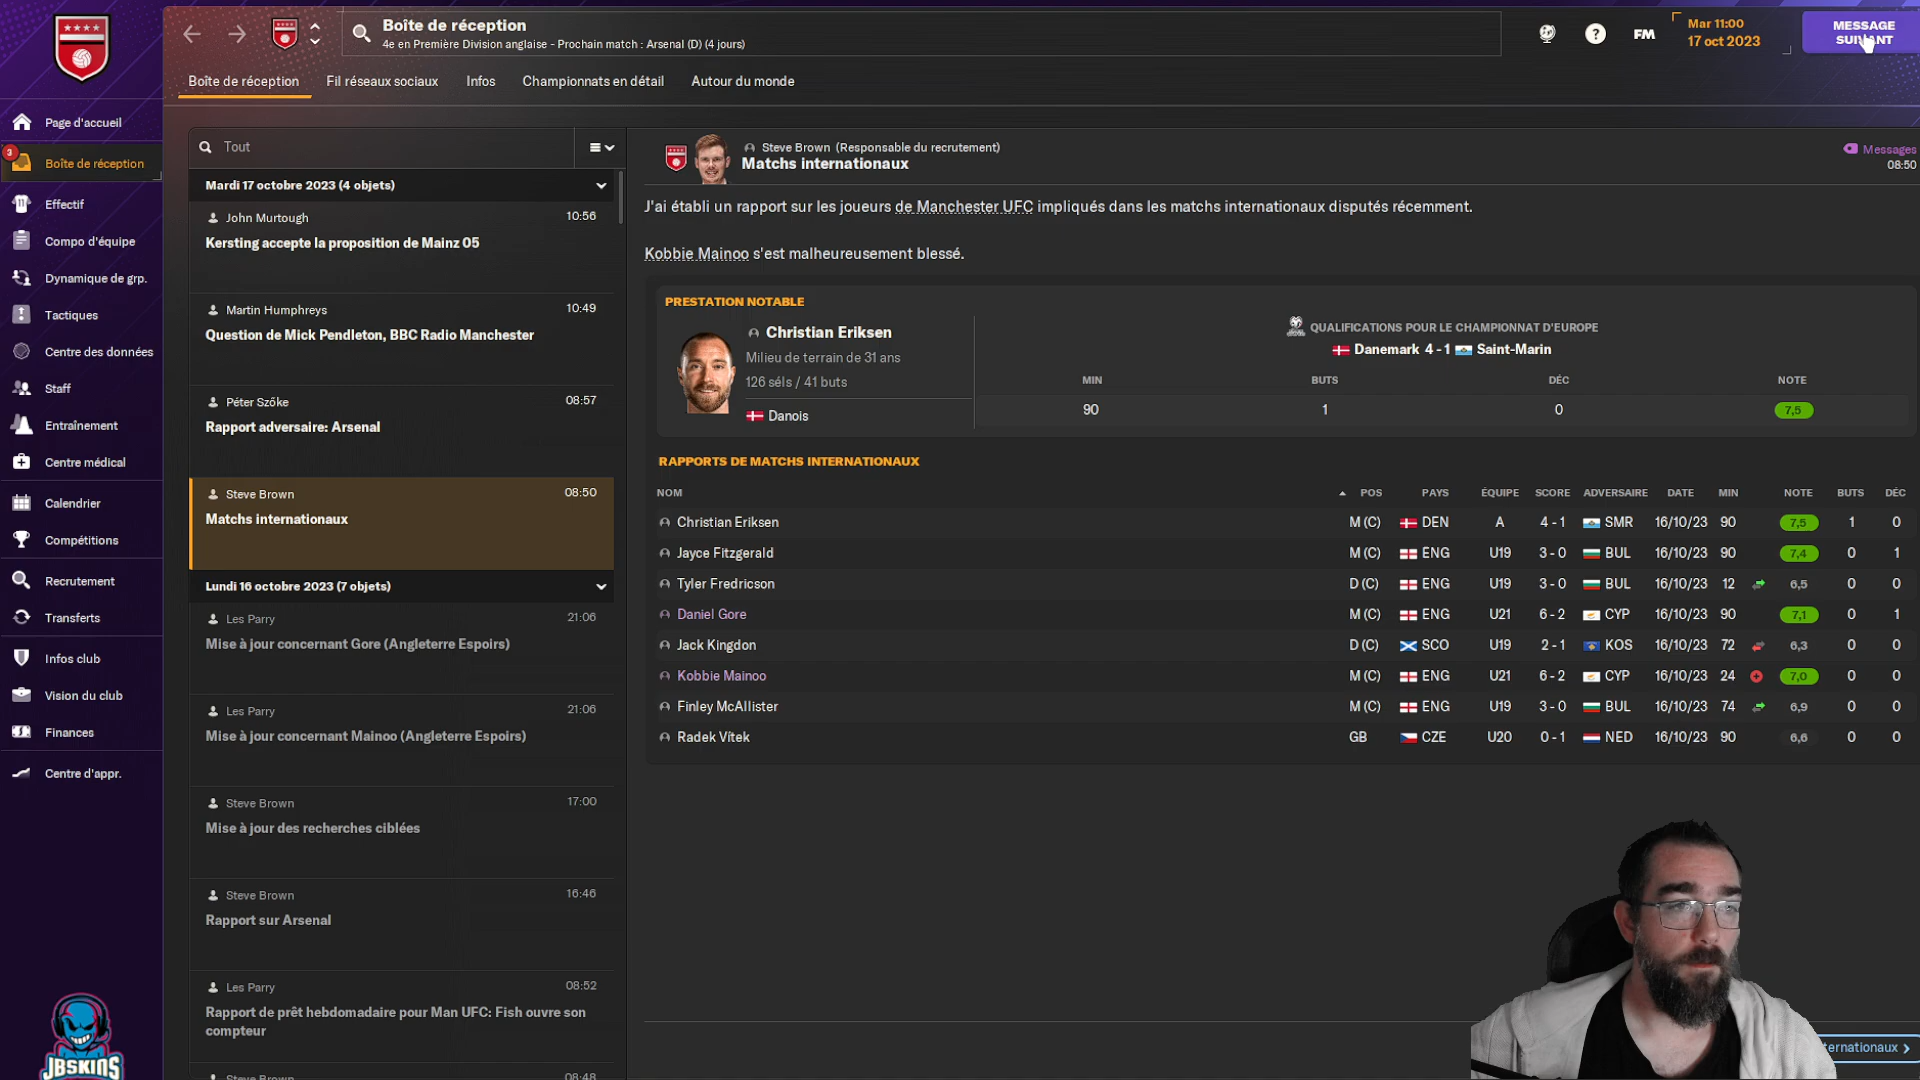 Boîte de réception
4e en Première Division anglaise - Prochain match : Arsenal (D) (4 jours)
?
FM
Mar 11:00
17 oct 2023
MESSAGE
SUIVANT
Boîte de réception
Fil réseaux sociaux
Infos
Championnats en détail
Autour du monde
Page d'accueil
3
Boîte de réception
Effectif
Compo d'équipe
Dynamique de grp.
Tactiques
Centre des données
Staff
Entraînement
Centre médical
Calendrier
Compétitions
Recrutement
Transferts
Infos club
Vision du club
Finances
Centre d'appr.
JBSKINS
Tout
Mardi 17 octobre 2023 (4 objets)
John Murtough 10:56
Kersting accepte la proposition de Mainz 05
Martin Humphreys 10:49
Question de Mick Pendleton, BBC Radio Manchester
Péter Szőke 08:57
Rapport adversaire: Arsenal
Steve Brown 08:50
Matchs internationaux
Lundi 16 octobre 2023 (7 objets)
Les Parry 21:06
Mise à jour concernant Gore (Angleterre Espoirs)
Les Parry 21:06
Mise à jour concernant Mainoo (Angleterre Espoirs)
Steve Brown 17:00
Mise à jour des recherches ciblées
Steve Brown 16:46
Rapport sur Arsenal
Les Parry 08:52
Rapport de prêt hebdomadaire pour Man UFC: Fish ouvre son
compteur
Steve Brown 08:48
Steve Brown (Responsable du recrutement)
Matchs internationaux
Messages
08:50
J'ai établi un rapport sur les joueurs de Manchester UFC impliqués dans les matchs internationaux disputés récemment.
Kobbie Mainoo s'est malheureusement blessé.
PRESTATION NOTABLE
Christian Eriksen
Milieu de terrain de 31 ans
126 séls / 41 buts
Danois
QUALIFICATIONS POUR LE CHAMPIONNAT D'EUROPE
Danemark 4 - 1 Saint-Marin
MIN BUTS DÉC NOTE
90 1 0 7,5
RAPPORTS DE MATCHS INTERNATIONAUX
NOM POS PAYS ÉQUIPE SCORE ADVERSAIRE DATE MIN NOTE BUTS DÉC
Christian Eriksen M (C) DEN A 4 - 1 SMR 16/10/23 90 7,5 1 0
Jayce Fitzgerald M (C) ENG U19 3 - 0 BUL 16/10/23 90 7,4 0 1
Tyler Fredricson D (C) ENG U19 3 - 0 BUL 16/10/23 12 6,5 0 0
Daniel Gore M (C) ENG U21 6 - 2 CYP 16/10/23 90 7,1 0 1
Jack Kingdon D (C) SCO U19 2 - 1 KOS 16/10/23 72 6,3 0 0
Kobbie Mainoo M (C) ENG U21 6 - 2 CYP 16/10/23 24 7,0 0 0
Finley McAllister M (C) ENG U19 3 - 0 BUL 16/10/23 74 6,9 0 0
Radek Vítek GB CZE U20 0 - 1 NED 16/10/23 90 6,6 0 0
ternationaux